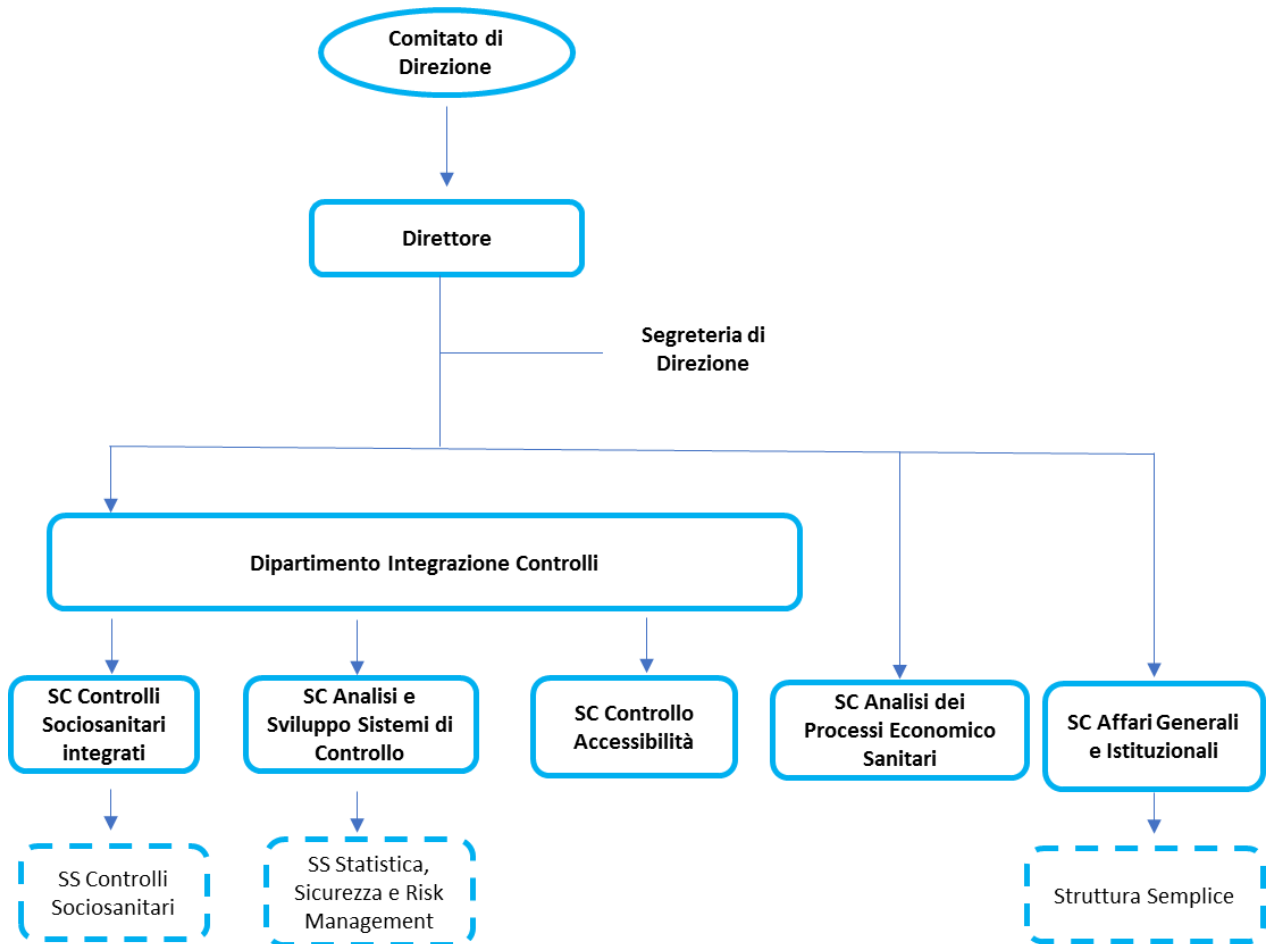 Comitato di
Direzione
Direttore
Segreteria di
Direzione
Dipartimento Integrazione Controlli
SC Controlli
Sociosanitari
integrati
SC Analisi e
Sviluppo Sistemi di
Controllo
SC Controllo
Accessibilità
SC Analisi dei
Processi Economico
Sanitari
SC Affari Generali
e Istituzionali
SS Controlli
Sociosanitari
SS Statistica,
Sicurezza e Risk
Management
Struttura Semplice